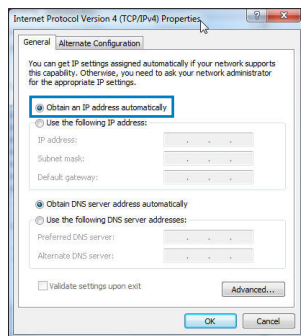 Internet Protocol Version 4 (TCP/IPv4) Properties
General
Alternate Configuration
You can get IP settings assigned automatically if your network supports
this capability. Otherwise, you need to ask your network administrator
for the appropriate IP settings.
Obtain an IP address automatically
Use the following IP address:
IP address:
Subnet mask:
Default gateway:
Obtain DNS server address automatically
Use the following DNS server addresses:
Preferred DNS server:
Alternate DNS server:
Validate settings upon exit
Advanced...
OK
Cancel